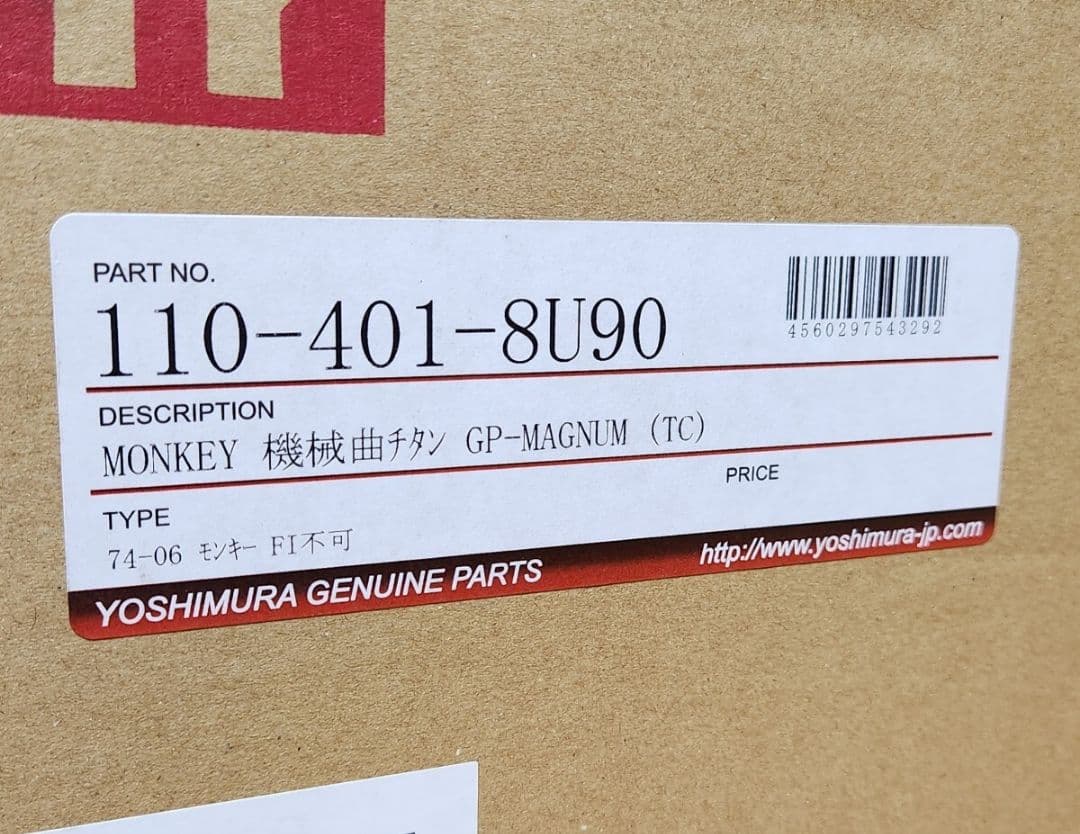 PART NO.
110-401-8U90
4560297543292
DESCRIPTION
MONKEY 機械曲チタン GP-MAGNUM (TC)
PRICE
TYPE
74-06 モンキー FI不可
YOSHIMURA GENUINE PARTS
http://www.yoshimura-jp.com